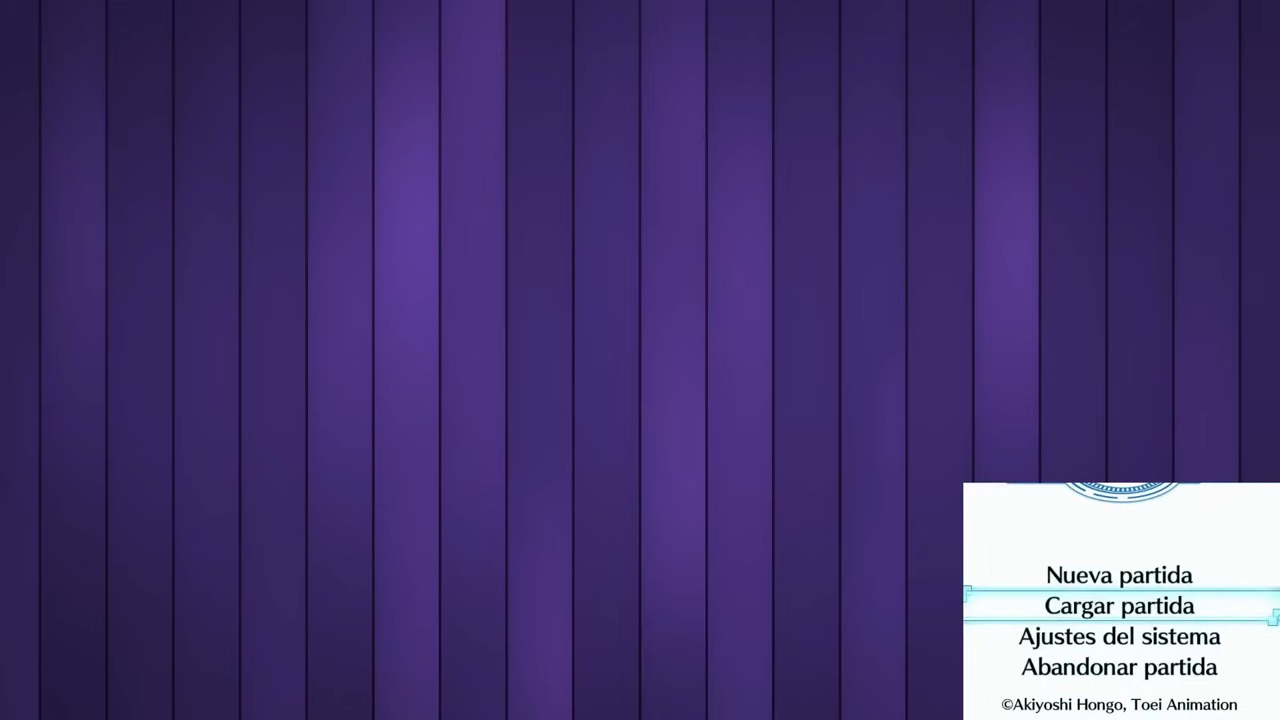 Nueva partida
Cargar partida
Ajustes del sistema
Abandonar partida
©Akiyoshi Hongo, Toei Animation